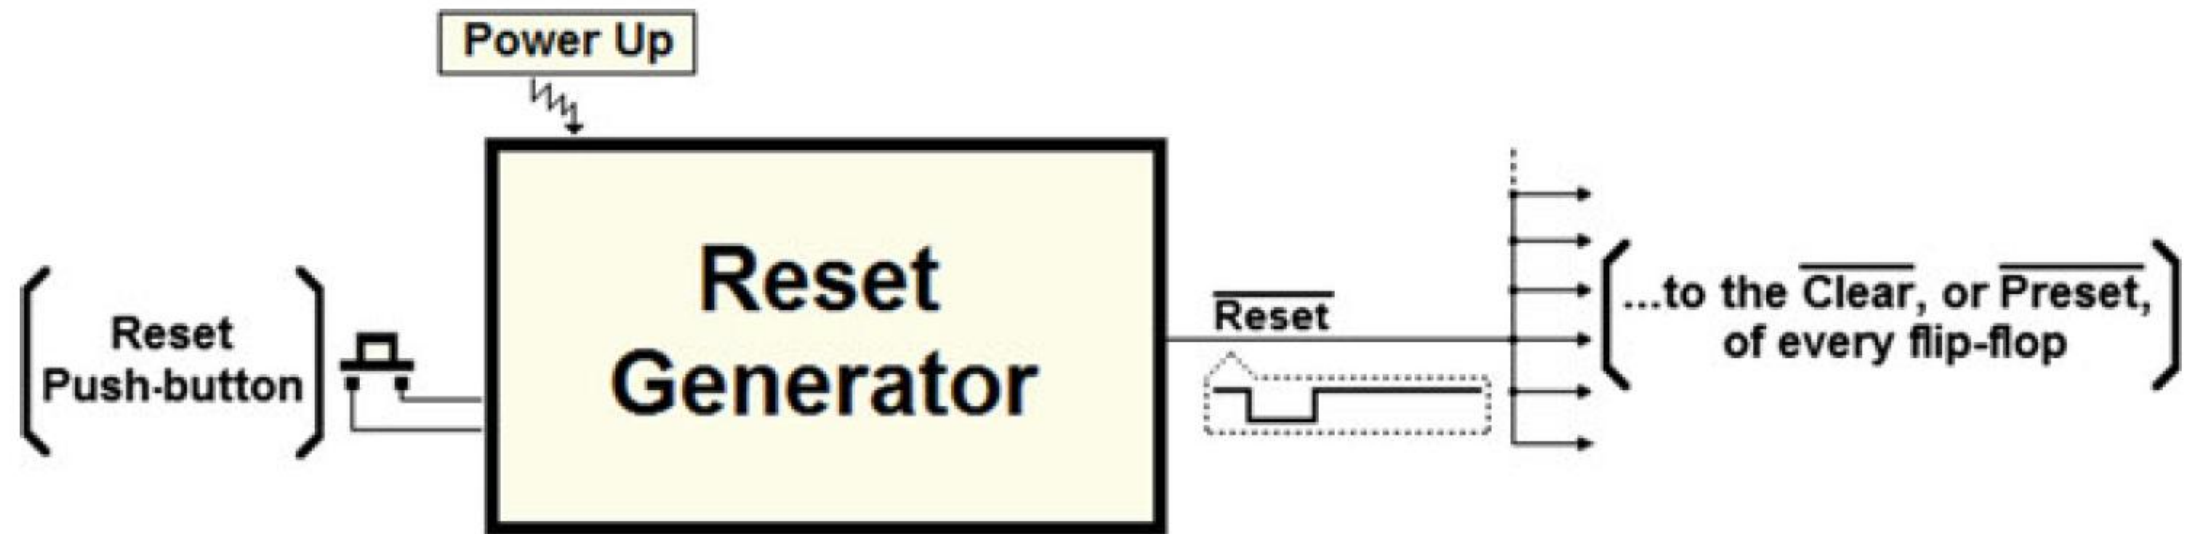 Power Up
Reset
Push-button
Reset
Generator
Reset
...to the Clear, or Preset,
of every flip-flop